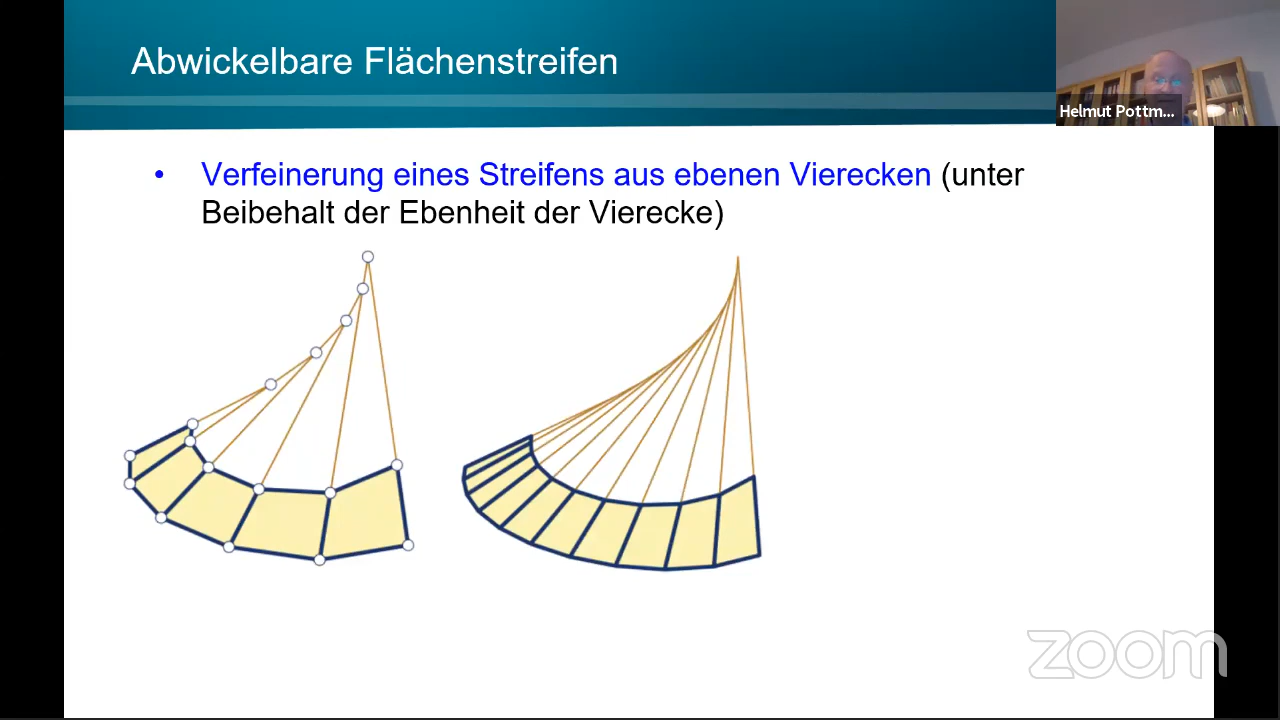 Abwickelbare Flächenstreifen
Helmut Pottm...
• Verfeinerung eines Streifens aus ebenen Vierecken (unter
Beibehalt der Ebenheit der Vierecke)
zoom